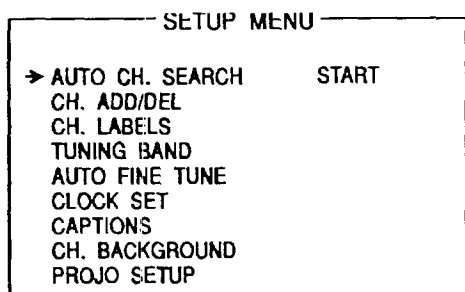 SETUP MENU
→ AUTO CH. SEARCH START
CH. ADD/DEL
CH. LABELS
TUNING BAND
AUTO FINE TUNE
CLOCK SET
CAPTIONS
CH. BACKGROUND
PROJO SETUP